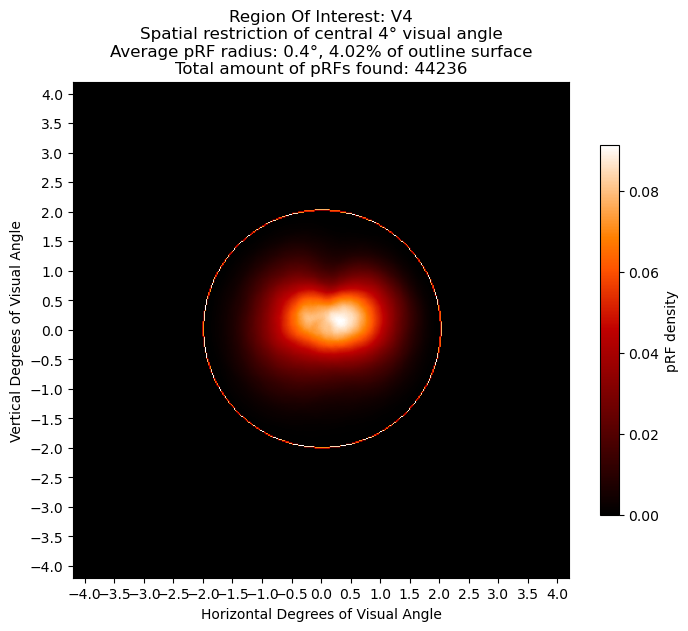 Region Of Interest: V4
Spatial restriction of central 4° visual angle
Average pRF radius: 0.4°, 4.02% of outline surface
Total amount of pRFs found: 44236
4.0
3.5
3.0
2.5
2.0
1.5
1.0
0.5
0.0
−0.5
−1.0
−1.5
−2.0
−2.5
−3.0
−3.5
−4.0
Vertical Degrees of Visual Angle
−4.0−3.5−3.0−2.5−2.0−1.5−1.0−0.5 0.0 0.5 1.0 1.5 2.0 2.5 3.0 3.5 4.0
Horizontal Degrees of Visual Angle
0.08
0.06
0.04
0.02
0.00
pRF density